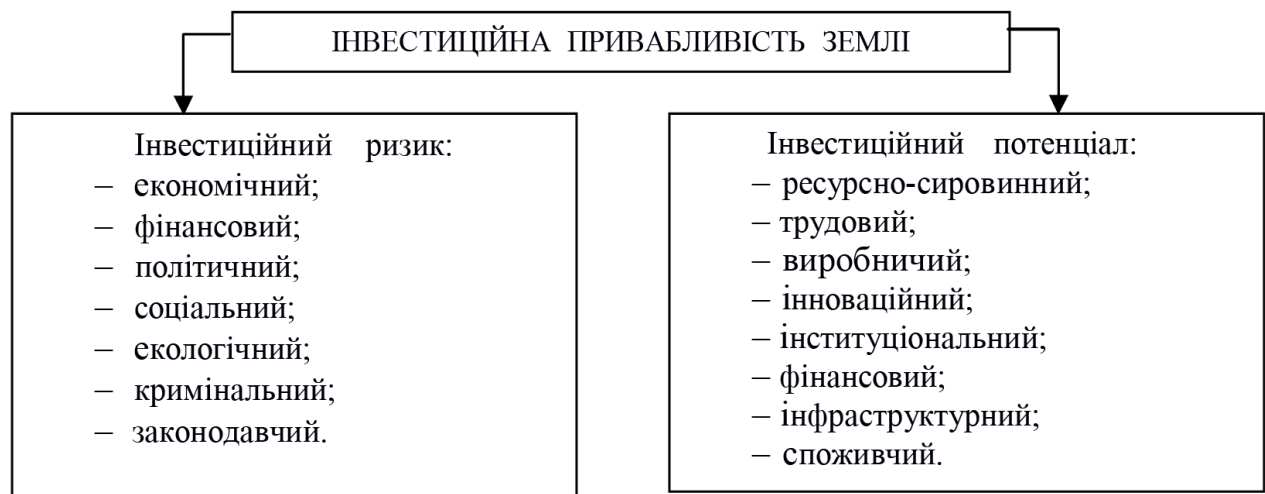 ІНВЕСТИЦІЙНА ПРИВАБЛИВІСТЬ ЗЕМЛІ
Інвестиційний ризик:
– економічний;
– фінансовий;
– політичний;
– соціальний;
– екологічний;
– кримінальний;
– законодавчий.
Інвестиційний потенціал:
– ресурсно-сировинний;
– трудовий;
– виробничий;
– інноваційний;
– інституціональний;
– фінансовий;
– інфраструктурний;
– споживчий.